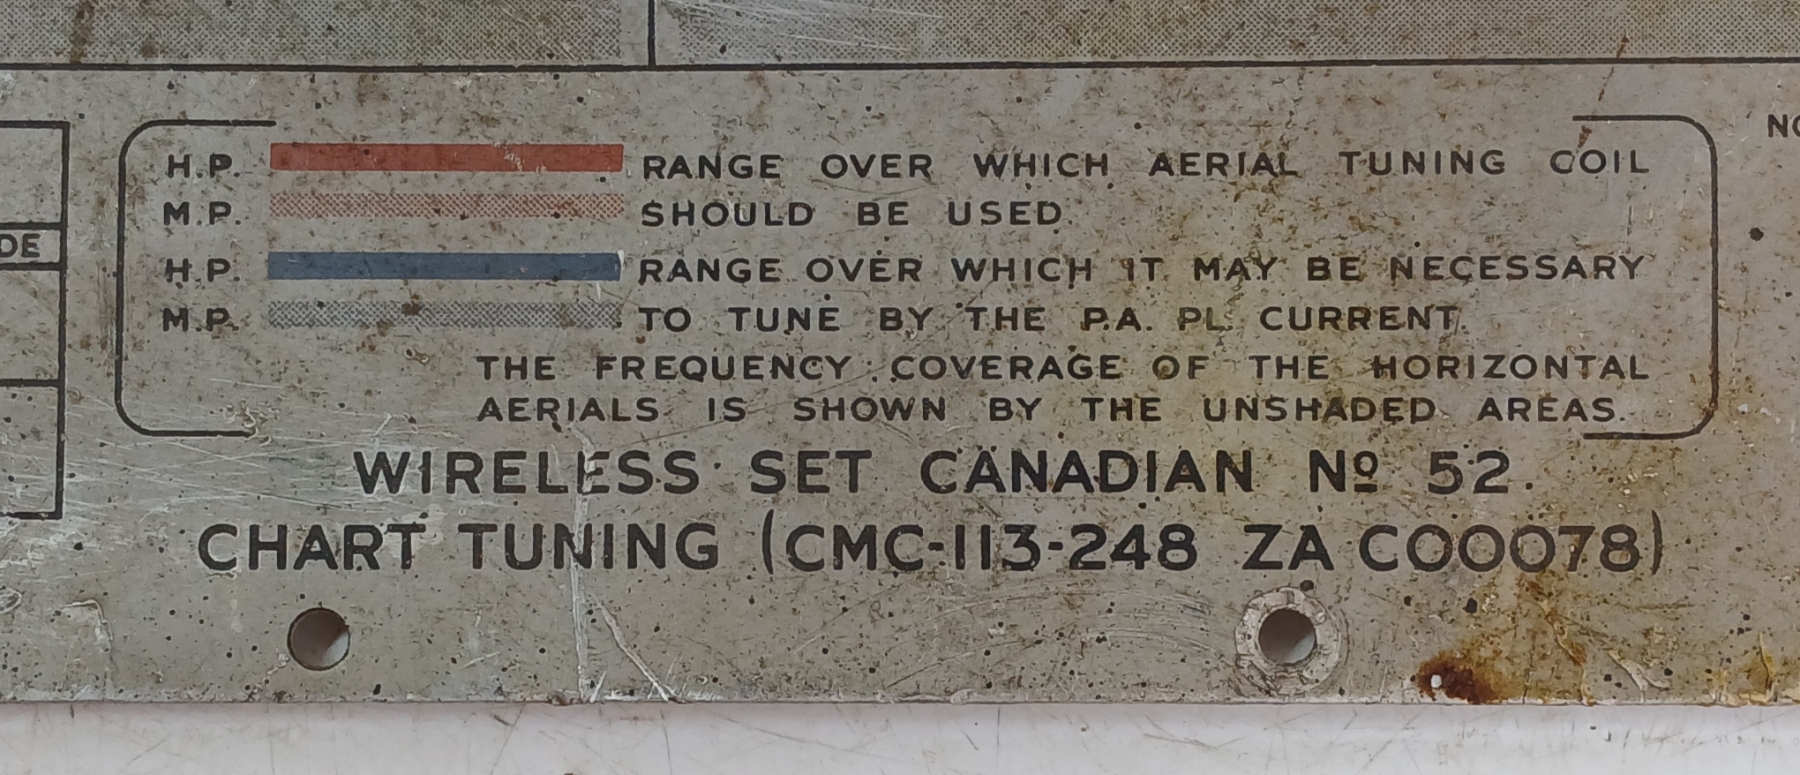 H.P. RANGE OVER WHICH AERIAL TUNING COIL
M.P. SHOULD BE USED
H.P. RANGE OVER WHICH IT MAY BE NECESSARY
M.P. TO TUNE BY THE P.A. PL. CURRENT.
THE FREQUENCY COVERAGE OF THE HORIZONTAL
AERIALS IS SHOWN BY THE UNSHADED AREAS.
WIRELESS SET CANADIAN Nº 52.
CHART TUNING (CMC-113-248 ZA C00078)
DE
NO